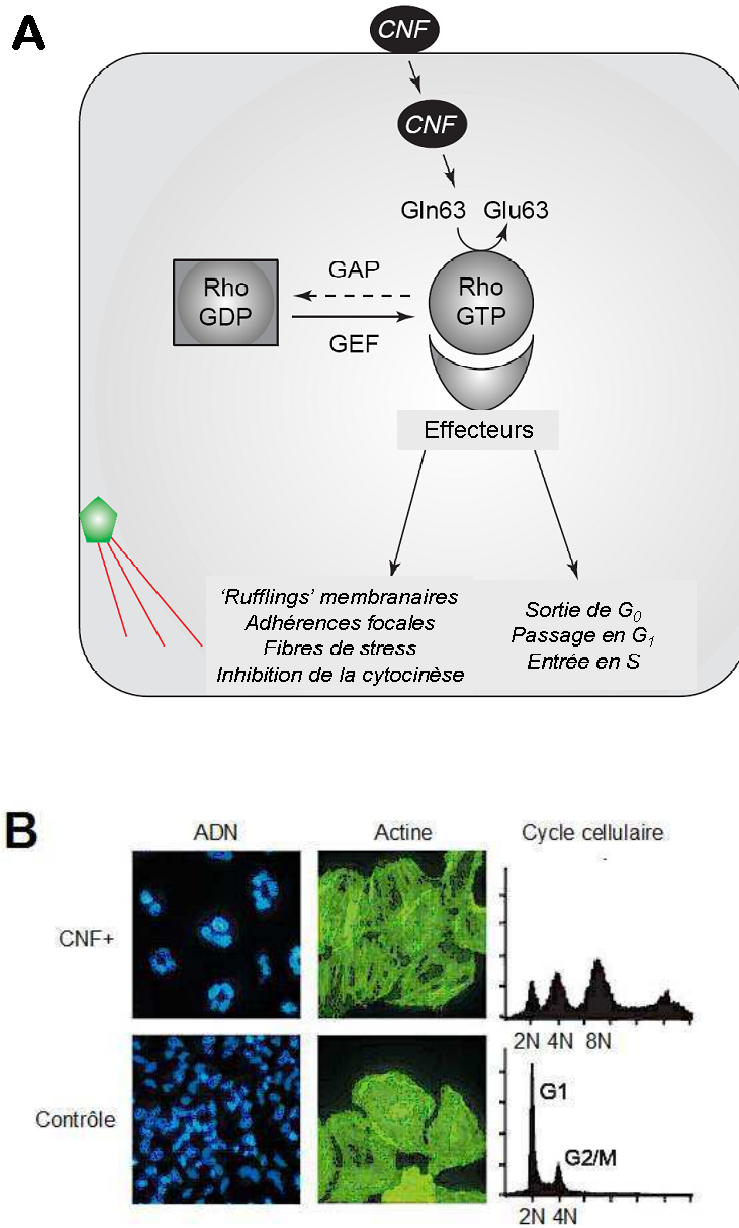 A
CNF
CNF
Gln63 Glu63
GAP
Rho
GDP
Rho
GTP
GEF
Effecteurs
'Rufflings' membranaires
Adhérences focales
Fibres de stress
Inhibition de la cytocinèse
Sortie de G0
Passage en G1
Entrée en S
B
ADN Actine Cycle cellulaire
CNF+
2N 4N 8N
Contrôle
G1
G2/M
2N 4N